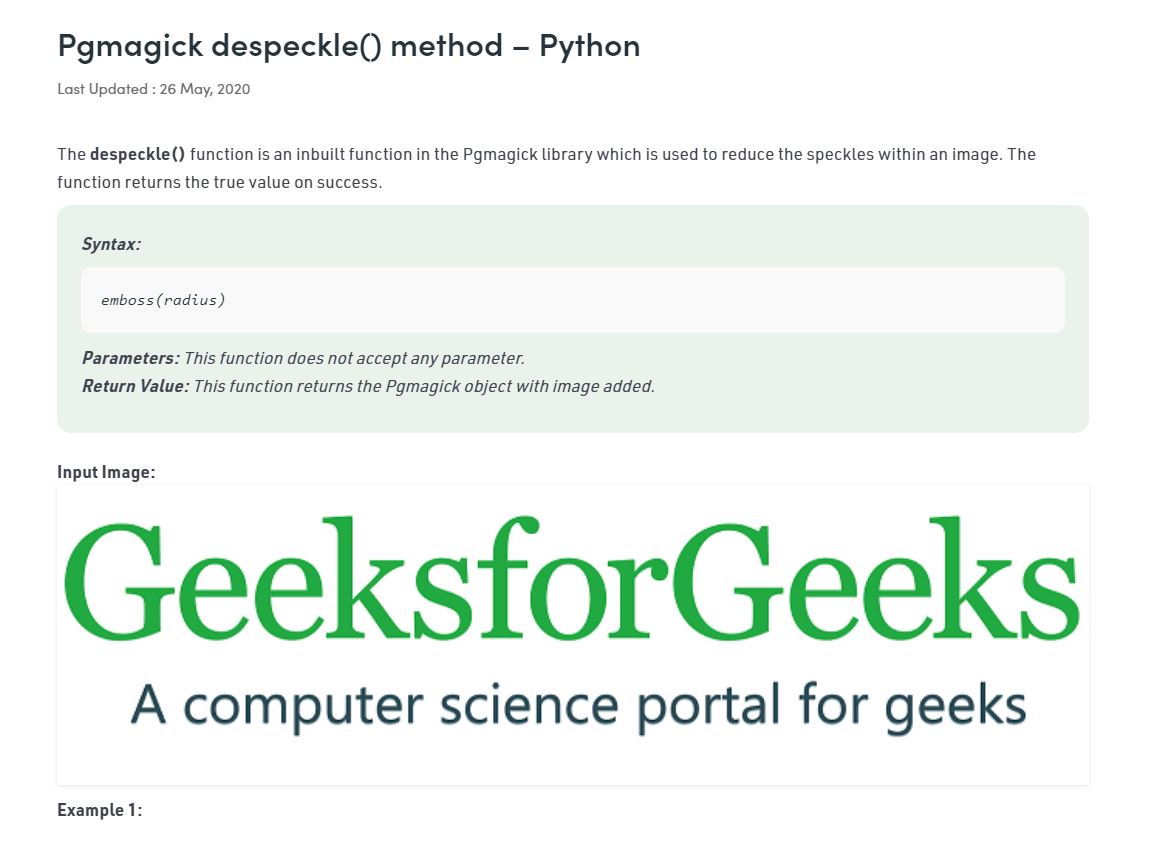 Pgmagick despeckle() method – Python
Last Updated : 26 May, 2020
The despeckle() function is an inbuilt function in the Pgmagick library which is used to reduce the speckles within an image. The
function returns the true value on success.
Syntax:
emboss(radius)
Parameters: This function does not accept any parameter.
Return Value: This function returns the Pgmagick object with image added.
Input Image:
GeeksforGeeks
A computer science portal for geeks
Example 1: